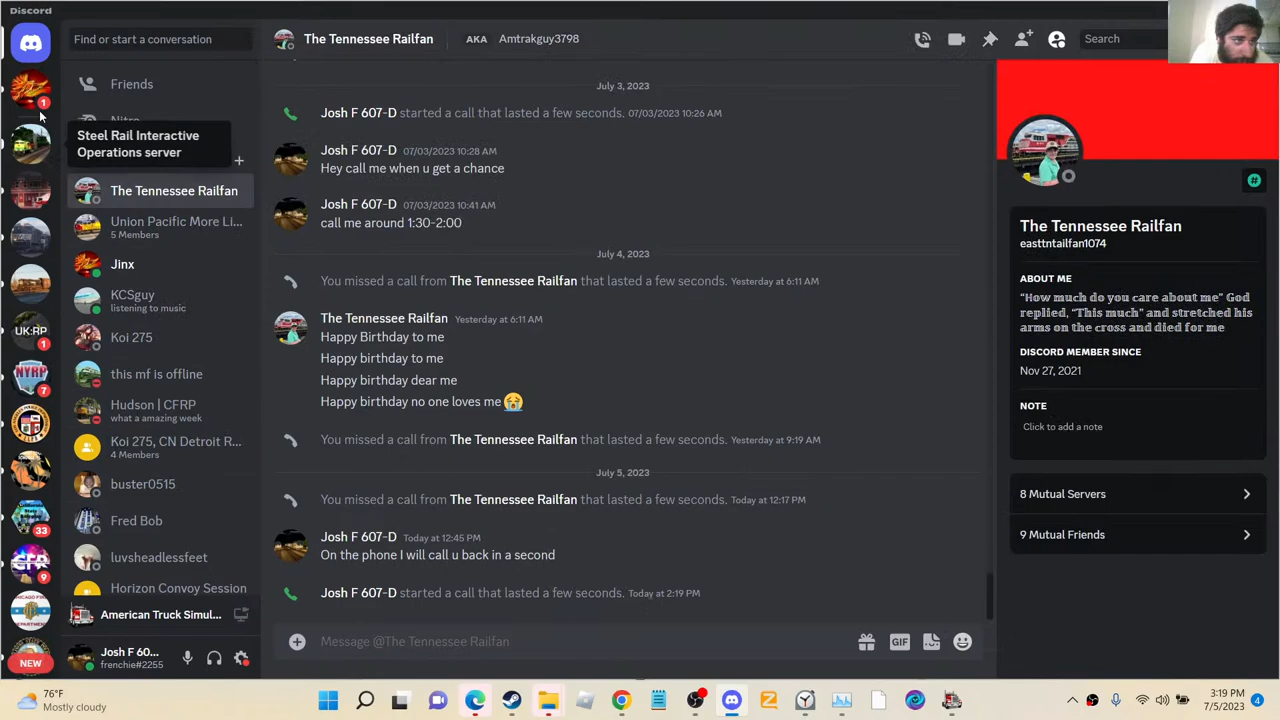 Discord
Find or start a conversation
The Tennessee Railfan
AKA
Amtrakguy3798
Search
Friends
Nitro
Steel Rail Interactive
Operations server
The Tennessee Railfan
Union Pacific More Li...
5 Members
Jinx
KCSguy
listening to music
Koi 275
this mf is offline
Hudson | CFRP
what a amazing week
Koi 275, CN Detroit R...
4 Members
buster0515
Fred Bob
luvsheadlessfeet
Horizon Convoy Session
American Truck Simul...
Josh F 60...
frenchie#2255
1
UK:RP
1
NYRP
7
33
9
NEW
July 3, 2023
Josh F 607-D started a call that lasted a few seconds. 07/03/2023 10:26 AM
Josh F 607-D 07/03/2023 10:28 AM
Hey call me when u get a chance
Josh F 607-D 07/03/2023 10:41 AM
call me around 1:30-2:00
July 4, 2023
You missed a call from The Tennessee Railfan that lasted a few seconds. Yesterday at 6:11 AM
The Tennessee Railfan Yesterday at 6:11 AM
Happy Birthday to me
Happy birthday to me
Happy birthday dear me
Happy birthday no one loves me 😭
You missed a call from The Tennessee Railfan that lasted a few seconds. Yesterday at 9:19 AM
July 5, 2023
You missed a call from The Tennessee Railfan that lasted a few seconds. Today at 12:17 PM
Josh F 607-D Today at 12:45 PM
On the phone I will call u back in a second
Josh F 607-D started a call that lasted a few seconds. Today at 2:19 PM
Message @The Tennessee Railfan
GIF
The Tennessee Railfan
easttntailfan1074
ABOUT ME
“How much do you care about me” God
replied, “This much” and stretched his
arms on the cross and died for me
DISCORD MEMBER SINCE
Nov 27, 2021
NOTE
Click to add a note
8 Mutual Servers
9 Mutual Friends
76°F
Mostly cloudy
3:19 PM
7/5/2023
4